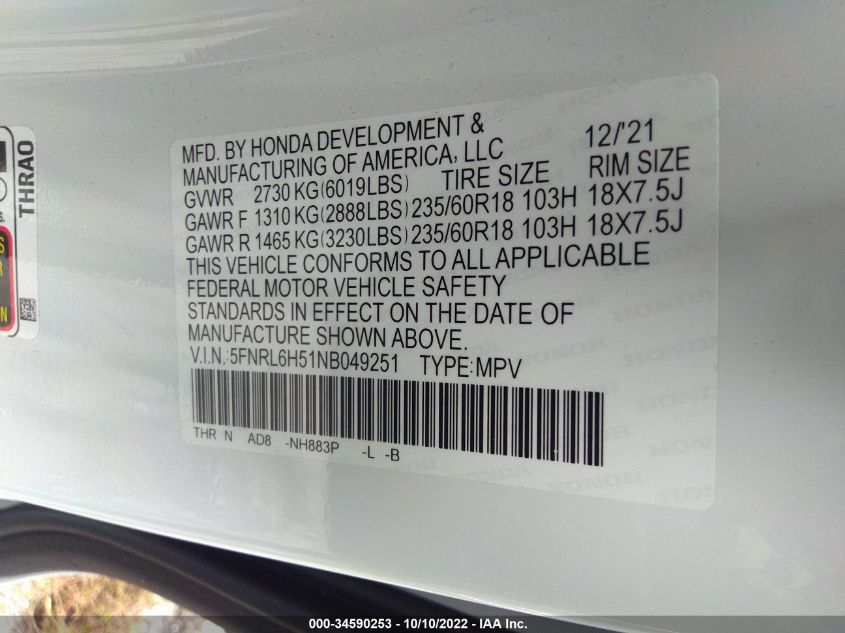 MFD. BY HONDA DEVELOPMENT &
MANUFACTURING OF AMERICA, LLC 12/'21
GVWR 2730 KG(6019LBS) TIRE SIZE RIM SIZE
GAWR F 1310 KG(2888LBS) 235/60R18 103H 18X7.5J
GAWR R 1465 KG(3230LBS) 235/60R18 103H 18X7.5J
THIS VEHICLE CONFORMS TO ALL APPLICABLE
FEDERAL MOTOR VEHICLE SAFETY
STANDARDS IN EFFECT ON THE DATE OF
MANUFACTURE SHOWN ABOVE.
V.I.N.:5FNRL6H51NB049251 TYPE:MPV
THR N AD8 -NH883P -L -B
THRAO
HONDA
000-34590253 - 10/10/2022 - IAA Inc.